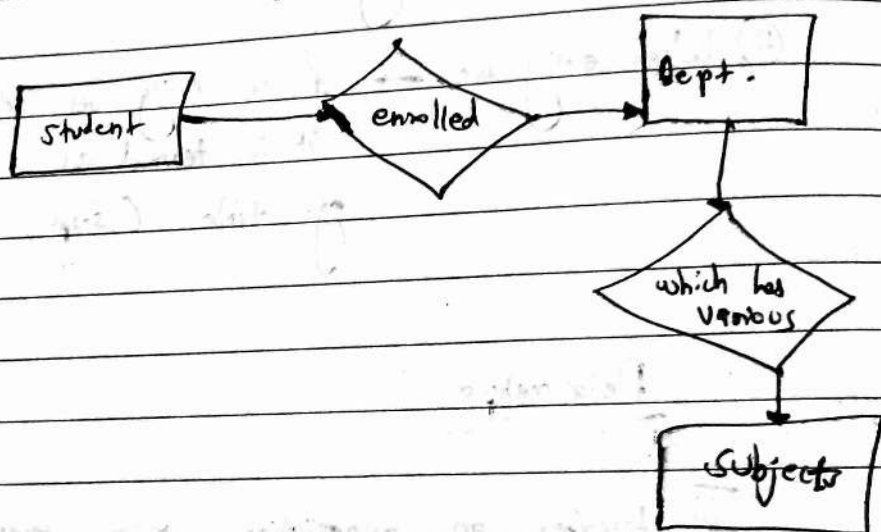 student
enrolled
Dept.
which has
various
Subjects